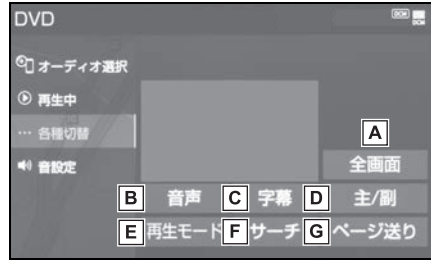 DVD
DCM
DCM
オーディオ選択
再生中
… 各種切替
音設定
A
全画面
B 音声 C 字幕 D 主/副
E 再生モード F サーチ G ページ送り